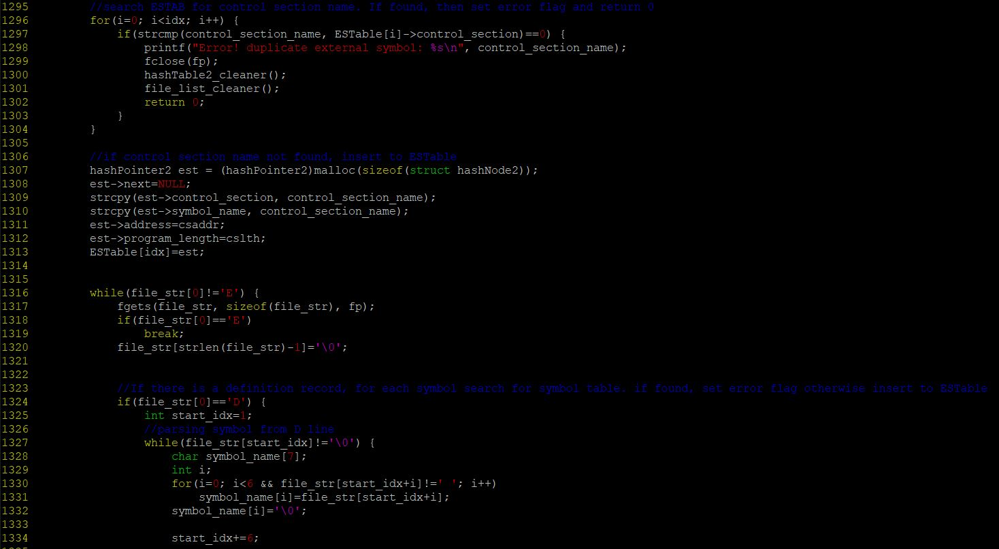 1295         //search ESTAB for control section name. If found, then set error flag and return 0
1296         for(i=0; i<idx; i++) {
1297             if(strcmp(control_section_name, ESTable[i]->control_section)==0) {
1298                 printf("Error! duplicate external symbol: %s\n", control_section_name);
1299                 fclose(fp);
1300                 hashTable2_cleaner();
1301                 file_list_cleaner();
1302                 return 0;
1303             }
1304         }
1305
1306         //if control section name not found, insert to ESTable
1307         hashPointer2 est = (hashPointer2)malloc(sizeof(struct hashNode2));
1308         est->next=NULL;
1309         strcpy(est->control_section, control_section_name);
1310         strcpy(est->symbol_name, control_section_name);
1311         est->address=csaddr;
1312         est->program_length=cslth;
1313         ESTable[idx]=est;
1314
1315
1316         while(file_str[0]!='E') {
1317             fgets(file_str, sizeof(file_str), fp);
1318             if(file_str[0]=='E')
1319                 break;
1320             file_str[strlen(file_str)-1]='\0';
1321
1322
1323             //If there is a definition record, for each symbol search for symbol table. if found, set error flag otherwise insert to ESTable
1324             if(file_str[0]=='D') {
1325                 int start_idx=1;
1326                 //parsing symbol from D line
1327                 while(file_str[start_idx]!='\0') {
1328                     char symbol_name[7];
1329                     int i;
1330                     for(i=0; i<6 && file_str[start_idx+i]!=' '; i++)
1331                         symbol_name[i]=file_str[start_idx+i];
1332                     symbol_name[i]='\0';
1333
1334                     start_idx+=6;